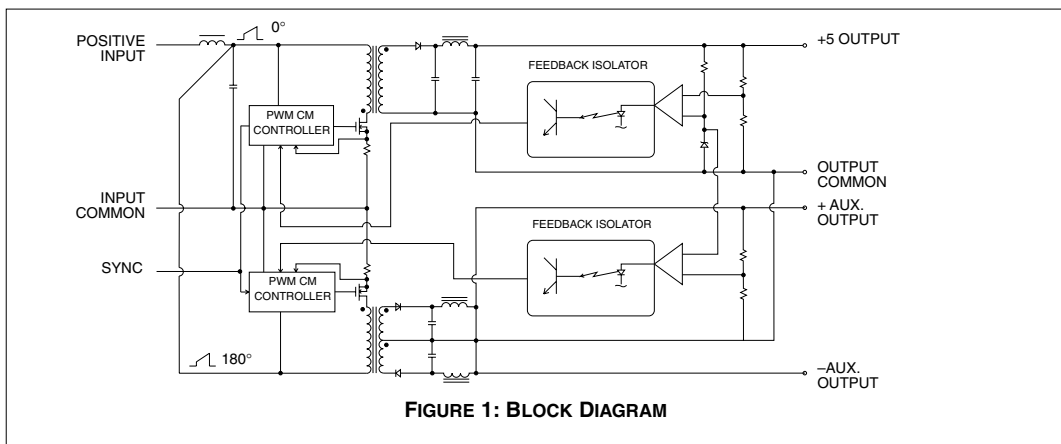 POSITIVE
INPUT
0°
+5 OUTPUT
FEEDBACK ISOLATOR
PWM CM
CONTROLLER
OUTPUT
COMMON
INPUT
COMMON
+ AUX.
OUTPUT
FEEDBACK ISOLATOR
SYNC
PWM CM
CONTROLLER
180°
–AUX.
OUTPUT
FIGURE 1: BLOCK DIAGRAM